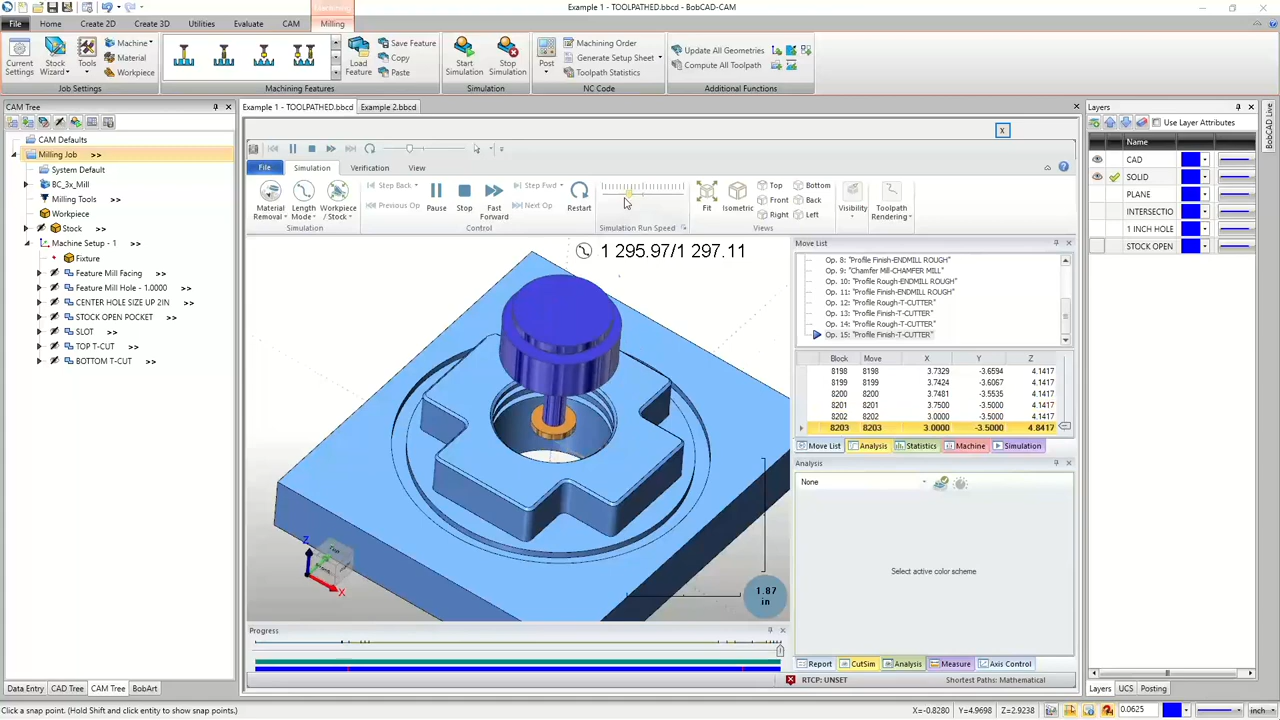 Machining
Example 1 - TOOLPATHED.bbcd - BobCAD-CAM
File Home Create 2D Create 3D Utilities Evaluate CAM Milling
Current Settings
Stock Wizard
Tools
Machine
Material
Workpiece
Load Feature
Save Feature
Copy
Paste
Start Simulation
Stop Simulation
Post
Machining Order
Generate Setup Sheet
Toolpath Statistics
Update All Geometries
Compute All Toolpath
Job Settings
Machining Features
Simulation
NC Code
Additional Functions
CAM Tree
Example 1 - TOOLPATHED.bbcd
Example 2.bbcd
Layers
BobCAD Live
CAM Defaults
Milling Job >>
System Default
BC_3x_Mill
Milling Tools >>
Workpiece
Stock >>
Machine Setup - 1 >>
Fixture
Feature Mill Facing >>
Feature Mill Hole - 1.0000 >>
CENTER HOLE SIZE UP 2IN >>
STOCK OPEN POCKET >>
SLOT >>
TOP T-CUT >>
BOTTOM T-CUT >>
Data Entry CAD Tree CAM Tree BobArt
x
File Simulation Verification View
Material Removal
Length Mode
Workpiece / Stock
Step Back
Previous Op
Pause
Stop
Fast Forward
Step Fwd
Next Op
Restart
Fit
Isometric
Top
Front
Right
Bottom
Back
Left
Visibility
Toolpath Rendering
Simulation
Control
Simulation Run Speed
Views
1 295.97/1 297.11
Z
X
1.87
in
Move List
Op. 8: "Profile Finish-ENDMILL ROUGH"
Op. 9: "Chamfer Mill-CHAMFER MILL"
Op. 10: "Profile Rough-ENDMILL ROUGH"
Op. 11: "Profile Finish-ENDMILL ROUGH"
Op. 12: "Profile Rough-T-CUTTER"
Op. 13: "Profile Finish-T-CUTTER"
Op. 14: "Profile Rough-T-CUTTER"
Op. 15: "Profile Finish-T-CUTTER"
Block Move X Y Z
8198 8198 3.7329 -3.6594 4.1417
8199 8199 3.7424 -3.6067 4.1417
8200 8200 3.7481 -3.5535 4.1417
8201 8201 3.7500 -3.5000 4.1417
8202 8202 3.0000 -3.5000 4.1417
8203 8203 3.0000 -3.5000 4.8417
Move List Analysis Statistics Machine Simulation
Analysis
None
Select active color scheme
Report CutSim Analysis Measure Axis Control
Progress
RTCP: UNSET
Shortest Paths: Mathematical
Use Layer Attributes
Name
CAD
SOLID
PLANE
INTERSECTIO
1 INCH HOLE
STOCK OPEN
Layers UCS Posting
Click a snap point. (Hold Shift and click entity to show snap points.)
X=-0.8280 Y=4.9698 Z=2.9238
0.0625
inch